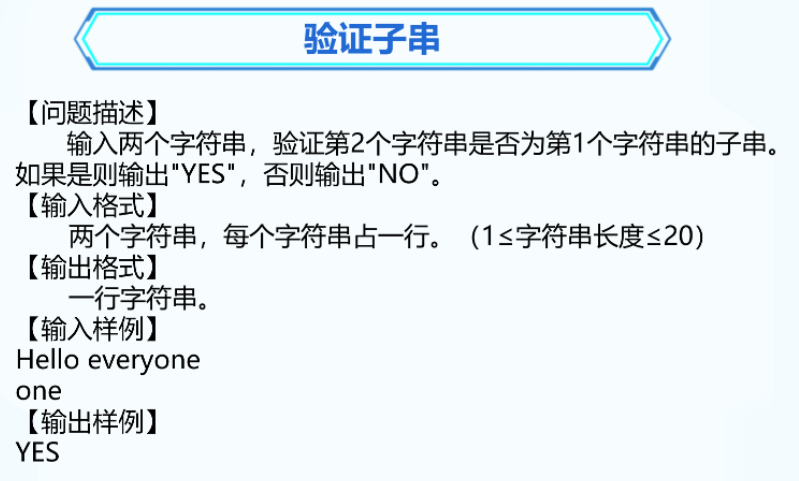 验证子串
【问题描述】
输入两个字符串，验证第2个字符串是否为第1个字符串的子串。
如果是则输出"YES"，否则输出"NO"。
【输入格式】
两个字符串，每个字符串占一行。（1≤字符串长度≤20）
【输出格式】
一行字符串。
【输入样例】
Hello everyone
one
【输出样例】
YES